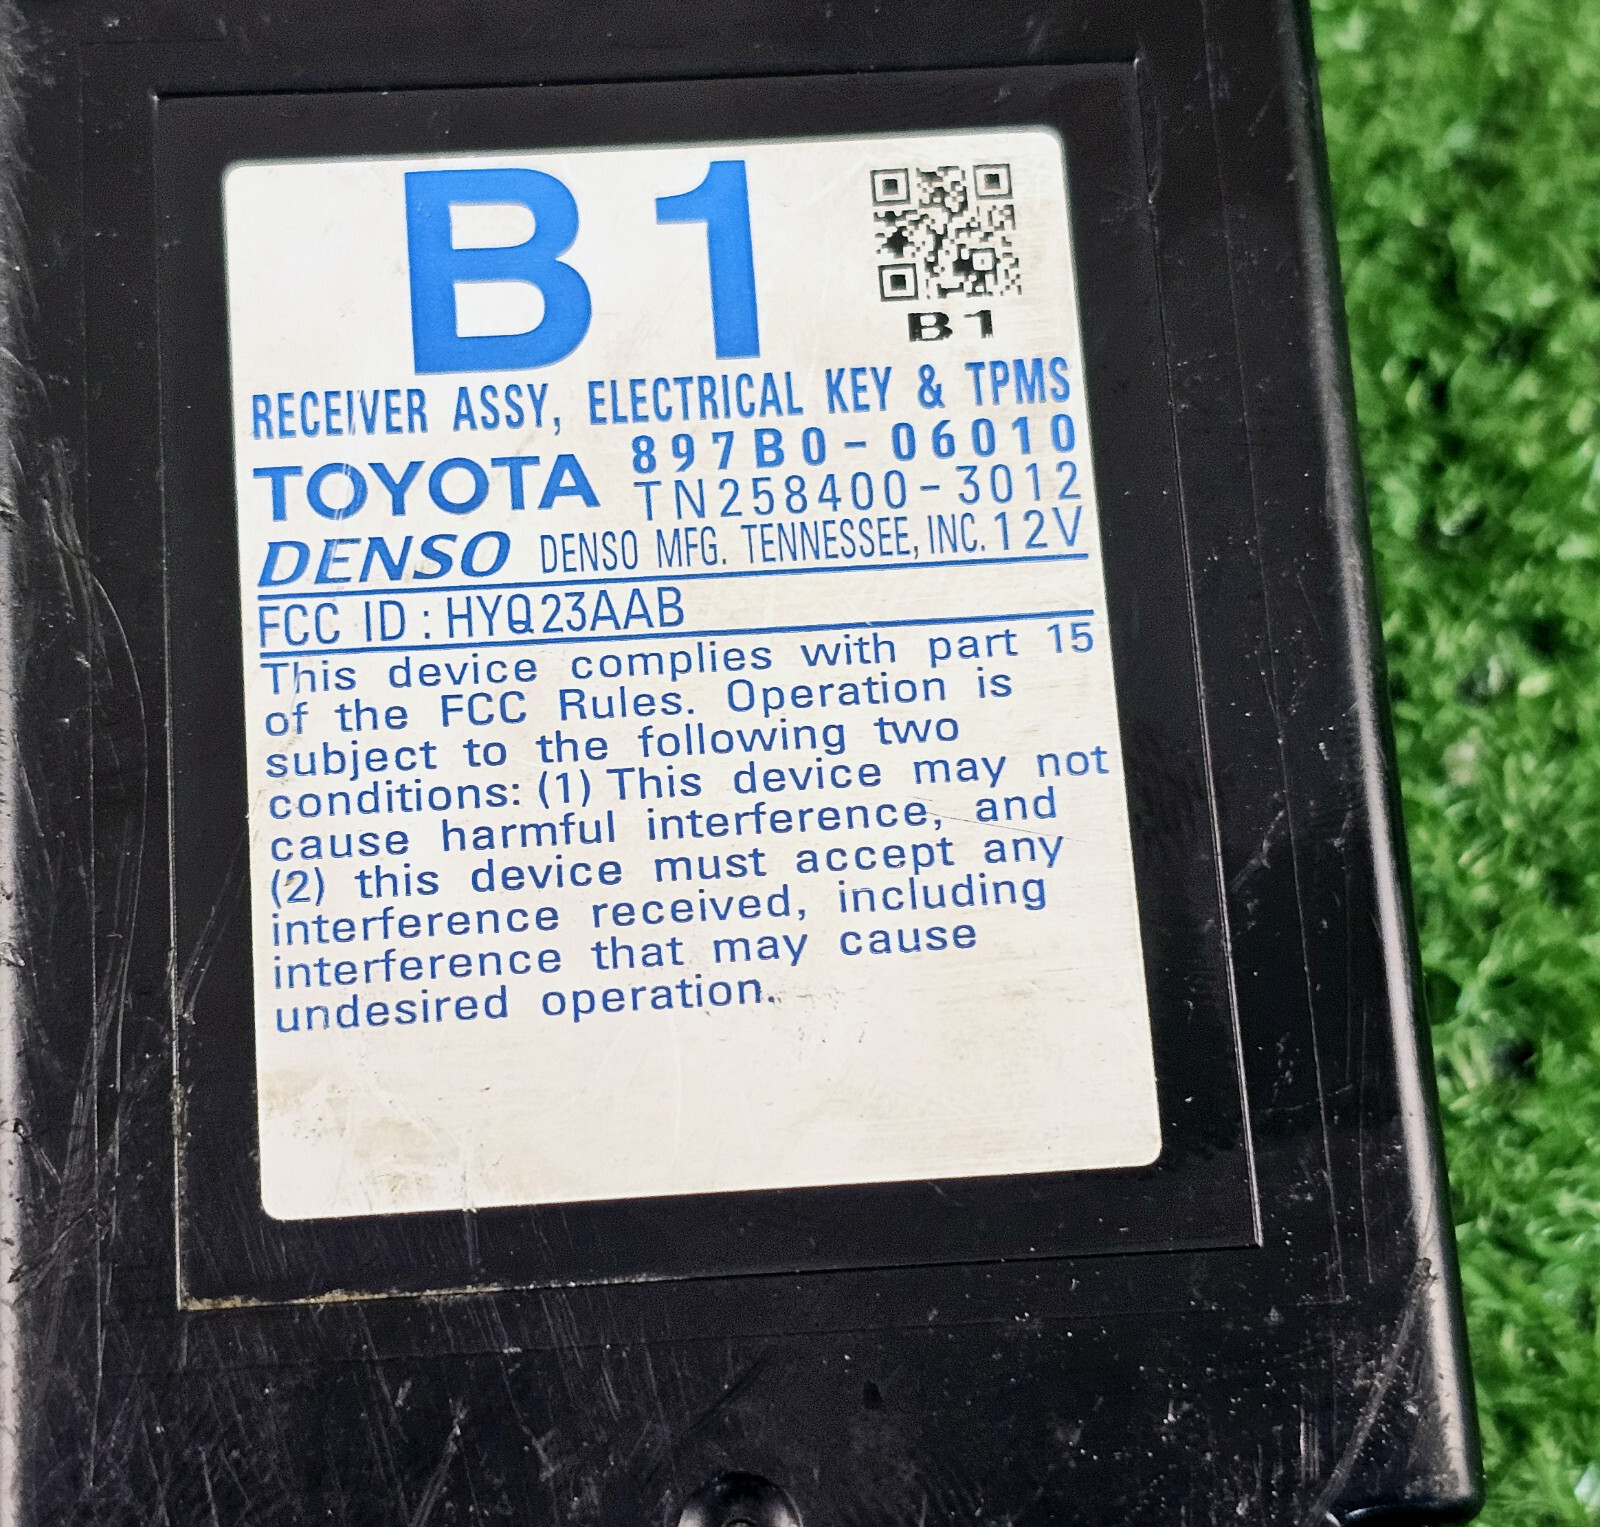 B1
B1
RECEIVER ASSY, ELECTRICAL KEY & TPMS
TOYOTA 897B0-06010
TN258400-3012
DENSO DENSO MFG. TENNESSEE, INC. 12V
FCC ID : HYQ23AAB
This device complies with part 15
of the FCC Rules. Operation is
subject to the following two
conditions: (1) This device may not
cause harmful interference, and
(2) this device must accept any
interference received, including
interference that may cause
undesired operation.